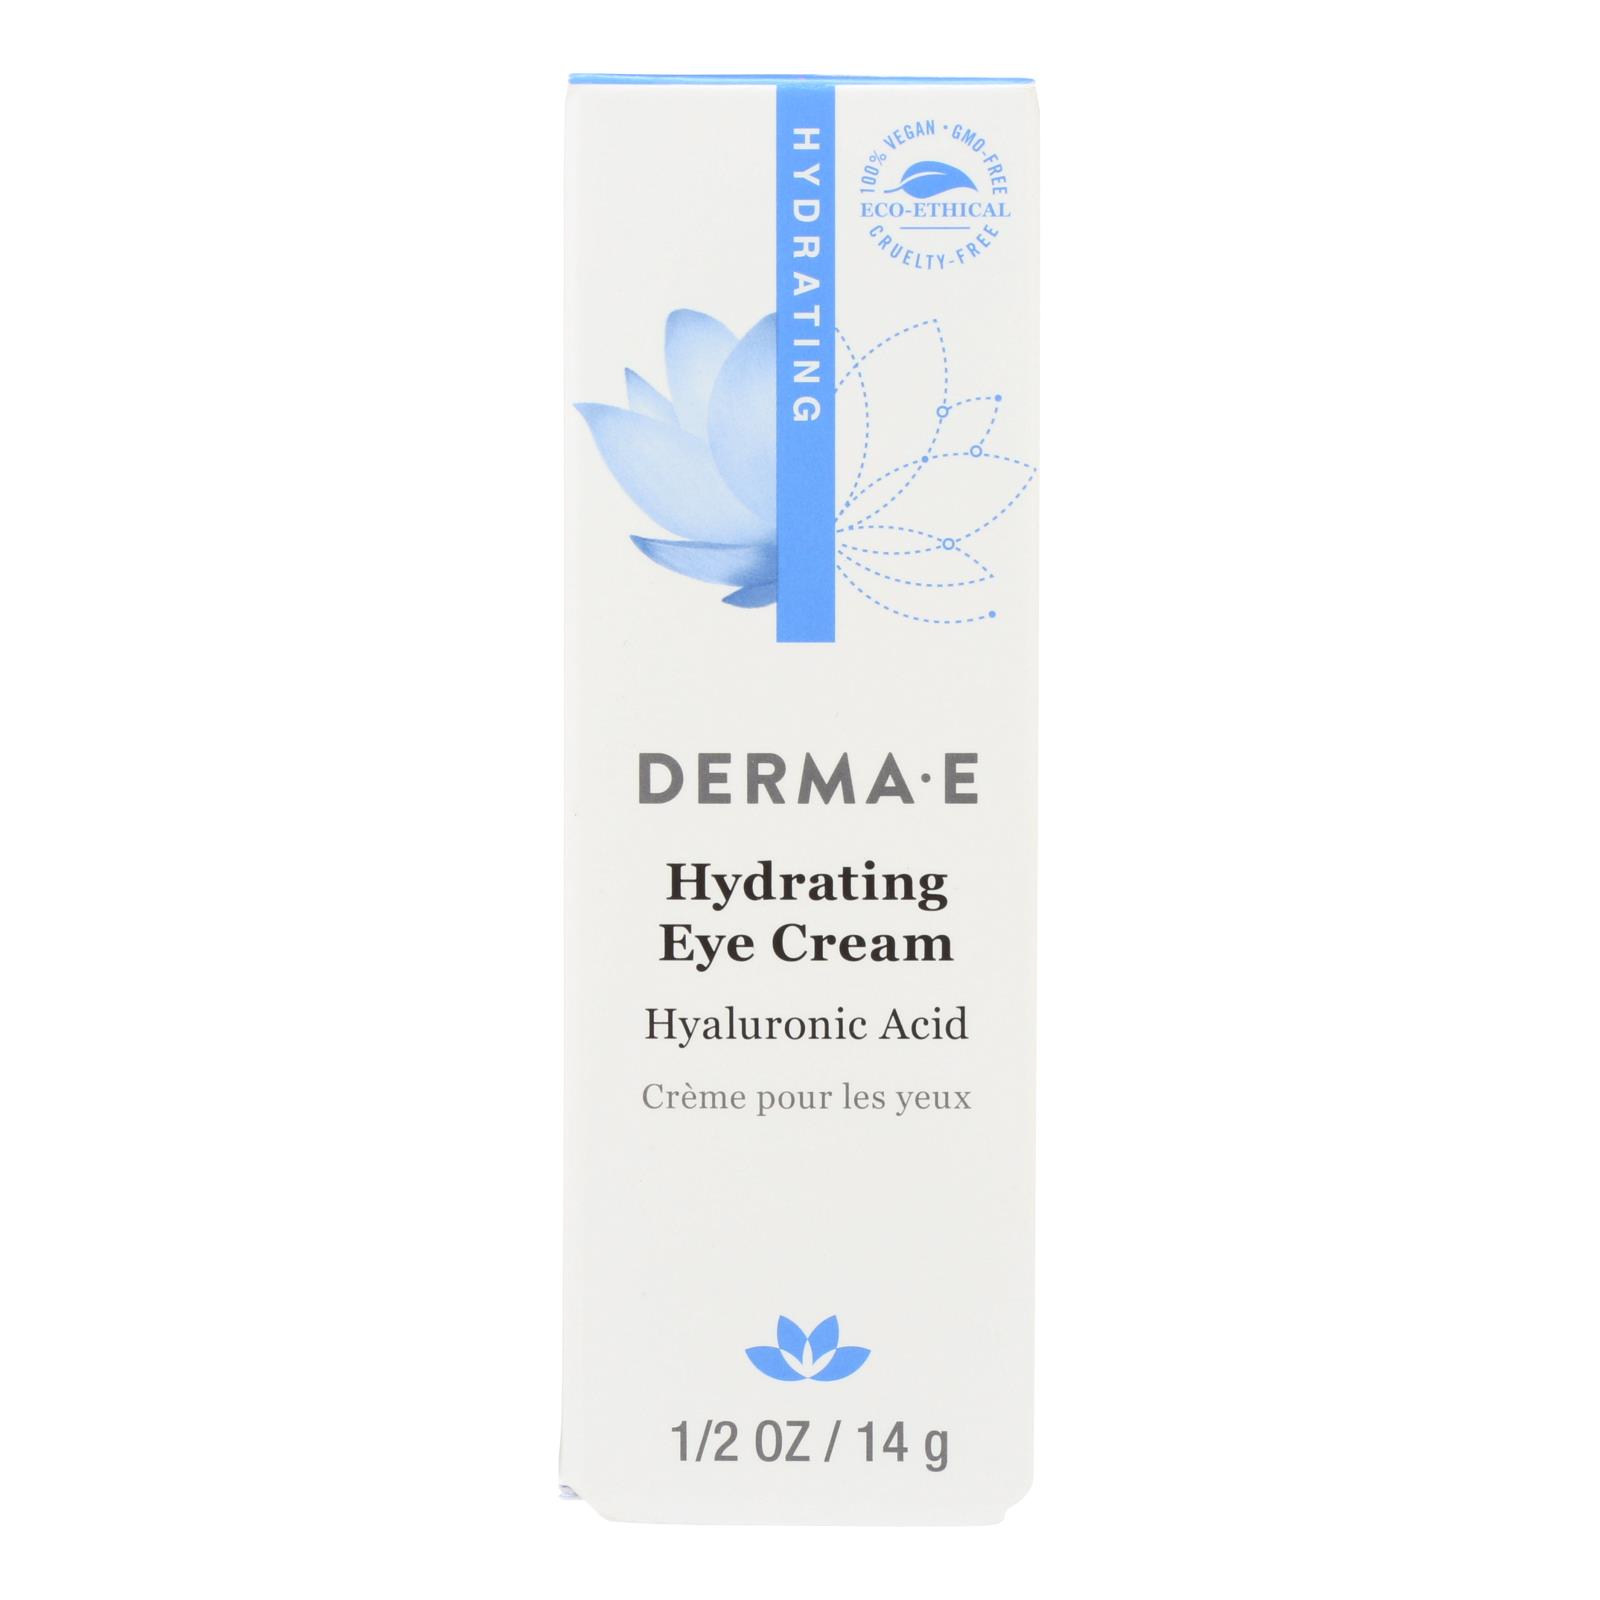 HYDRATING
100% VEGAN • GMO-FREE
ECO-ETHICAL
CRUELTY-FREE
DERMA·E
Hydrating
Eye Cream
Hyaluronic Acid
Crème pour les yeux
1/2 OZ / 14 g